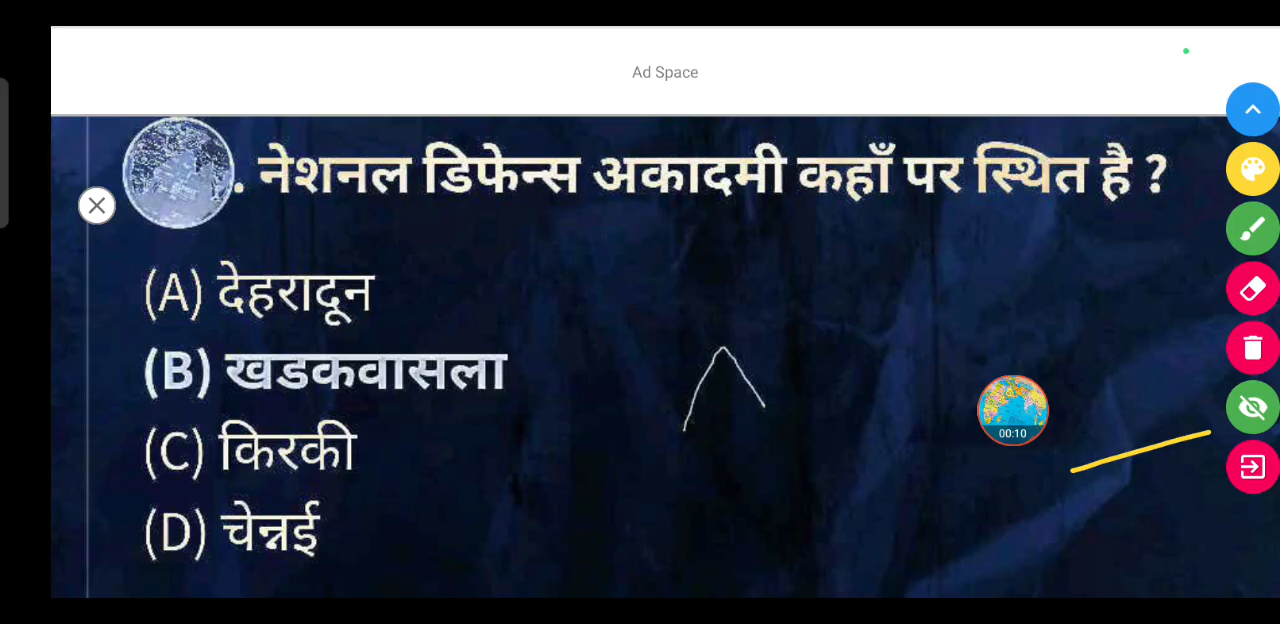 Ad Space
. नेशनल डिफेन्स अकादमी कहाँ पर स्थित है ?
(A) देहरादून
(B) खडकवासला
(C) किरकी
00:10
(D) चेन्नई